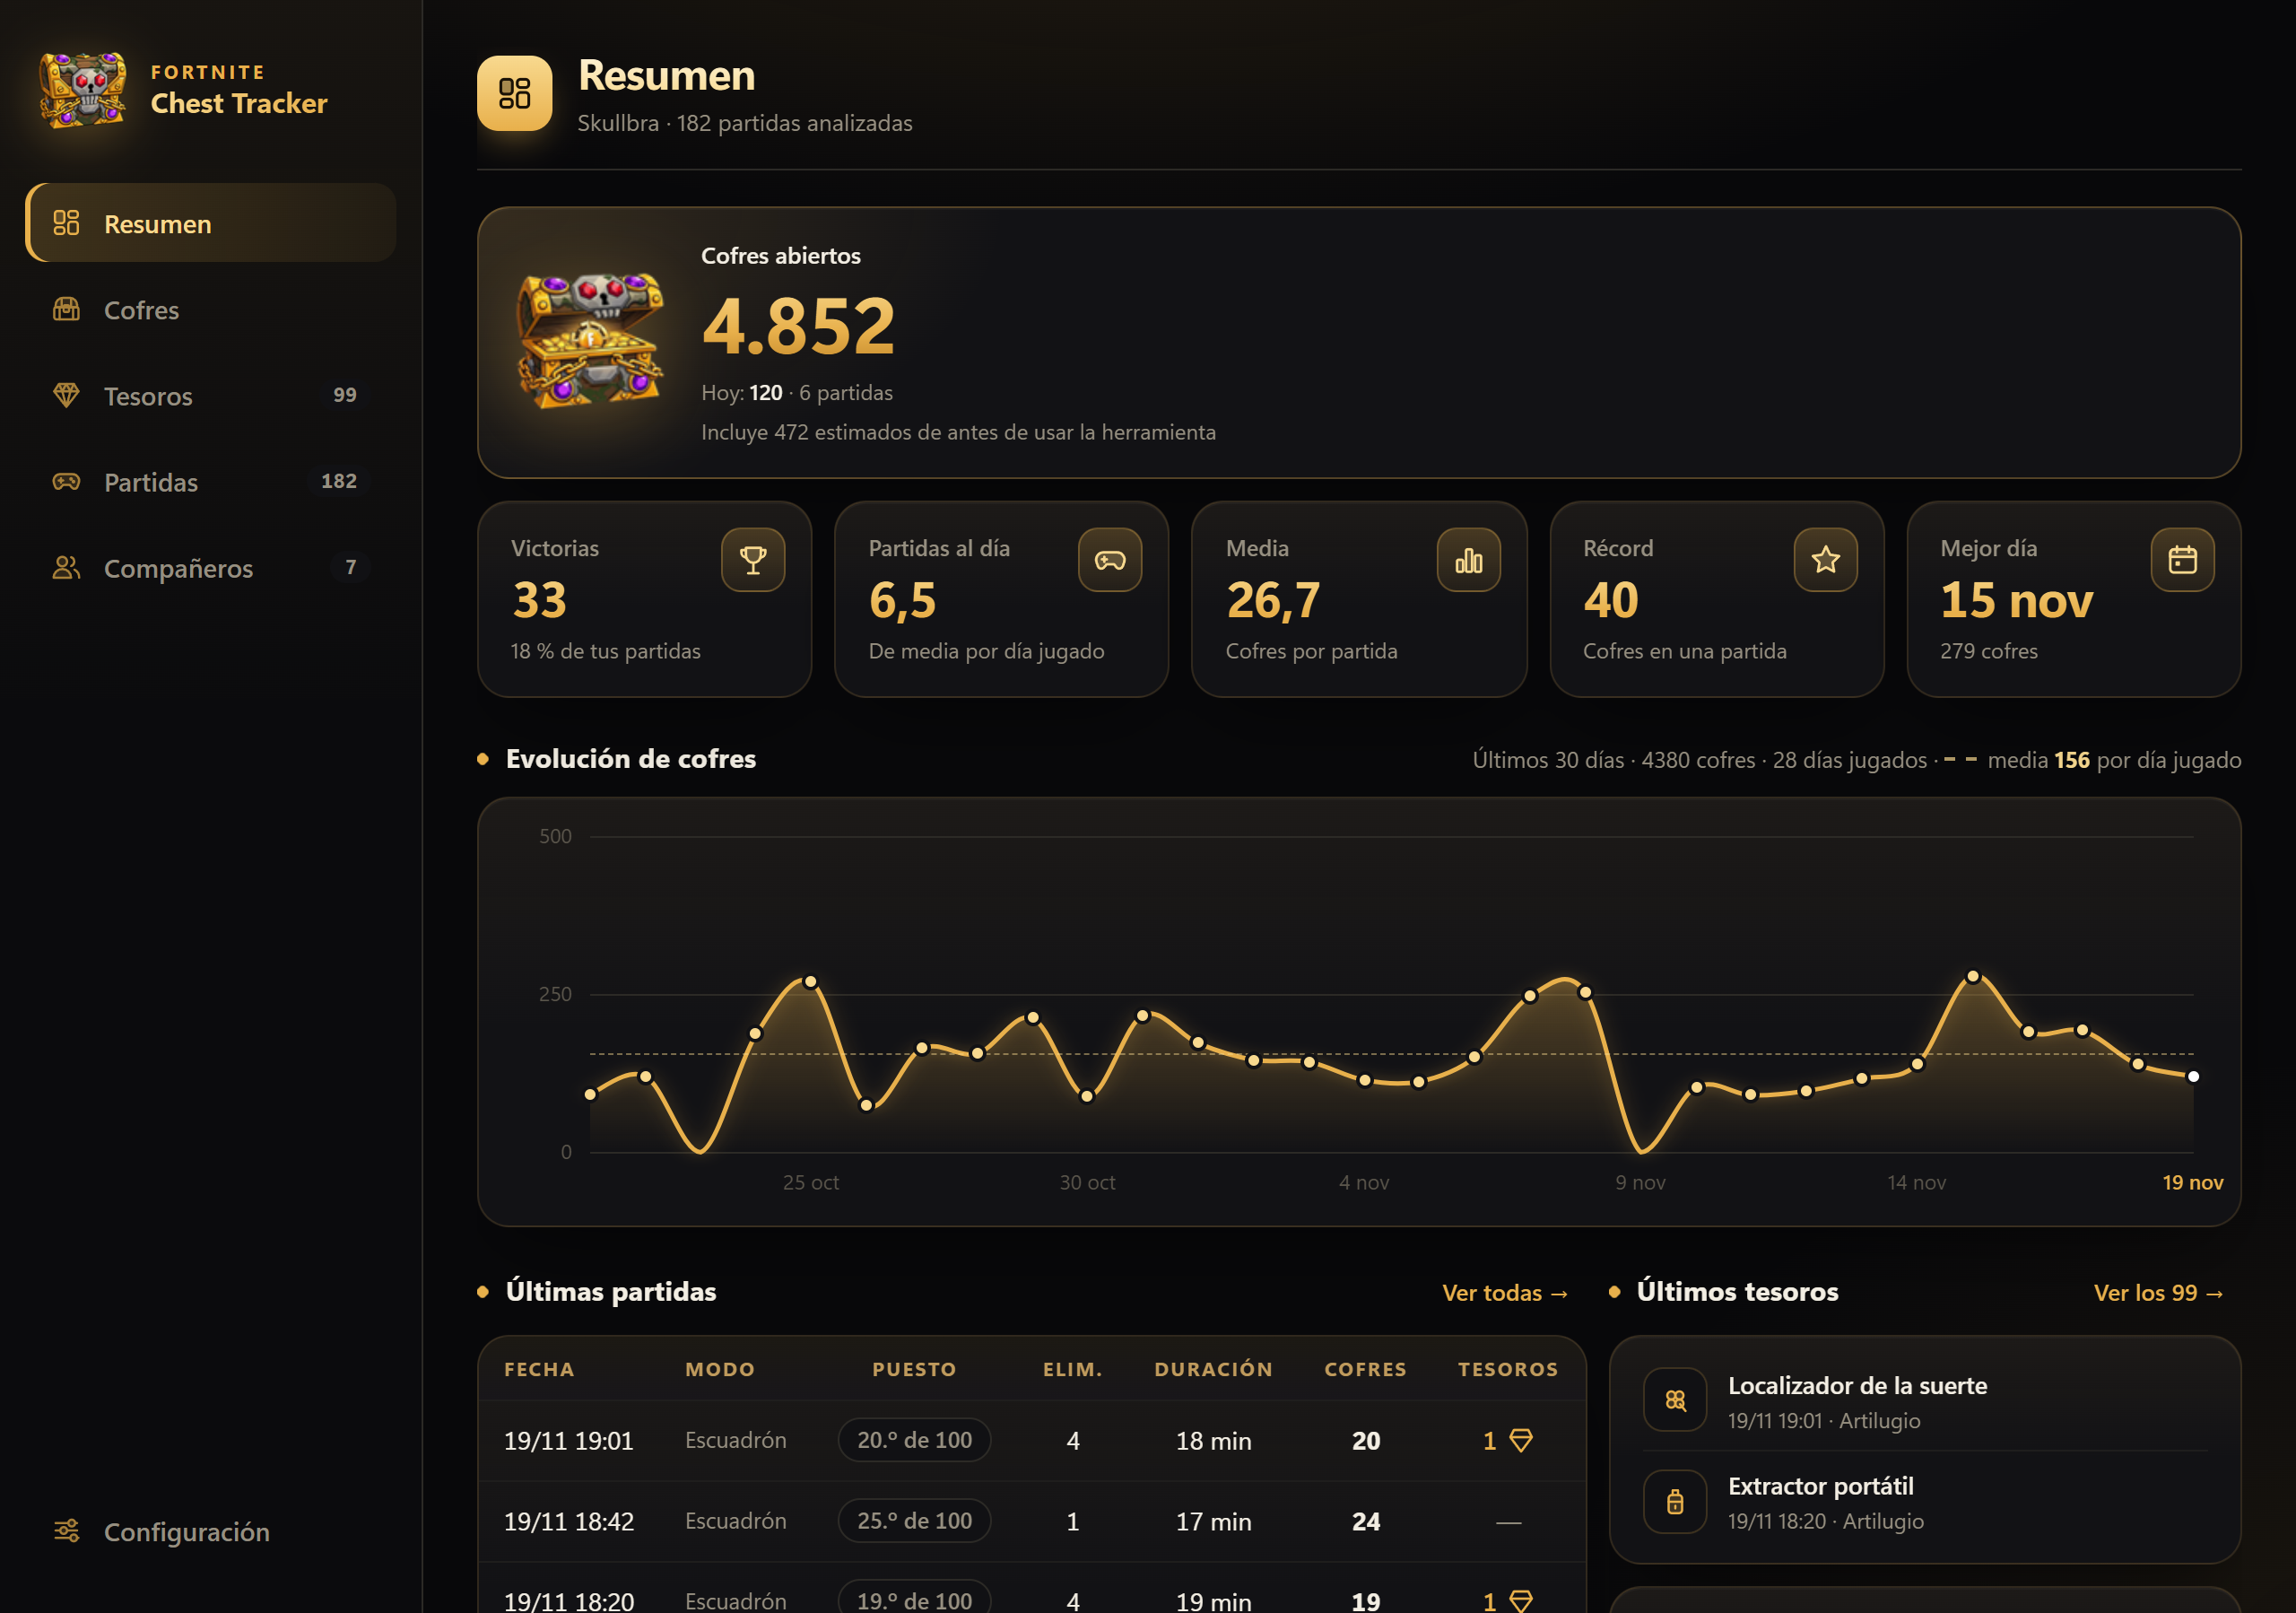 FORTNITE
Chest Tracker
Resumen
Cofres
Tesoros 99
Partidas 182
Compañeros 7
Configuración
Resumen
Skullbra · 182 partidas analizadas
Cofres abiertos
4.852
Hoy: 120 · 6 partidas
Incluye 472 estimados de antes de usar la herramienta
Victorias
33
18 % de tus partidas
Partidas al día
6,5
De media por día jugado
Media
26,7
Cofres por partida
Récord
40
Cofres en una partida
Mejor día
15 nov
279 cofres
Evolución de cofres
Últimos 30 días · 4380 cofres · 28 días jugados · media 156 por día jugado
500
250
0
25 oct 30 oct 4 nov 9 nov 14 nov 19 nov
Últimas partidas
Ver todas →
FECHA MODO PUESTO ELIM. DURACIÓN COFRES TESOROS
19/11 19:01 Escuadrón 20.º de 100 4 18 min 20 1
19/11 18:42 Escuadrón 25.º de 100 1 17 min 24 —
19/11 18:20 Escuadrón 19.º de 100 4 19 min 19 1
Últimos tesoros
Ver los 99 →
Localizador de la suerte
19/11 19:01 · Artilugio
Extractor portátil
19/11 18:20 · Artilugio